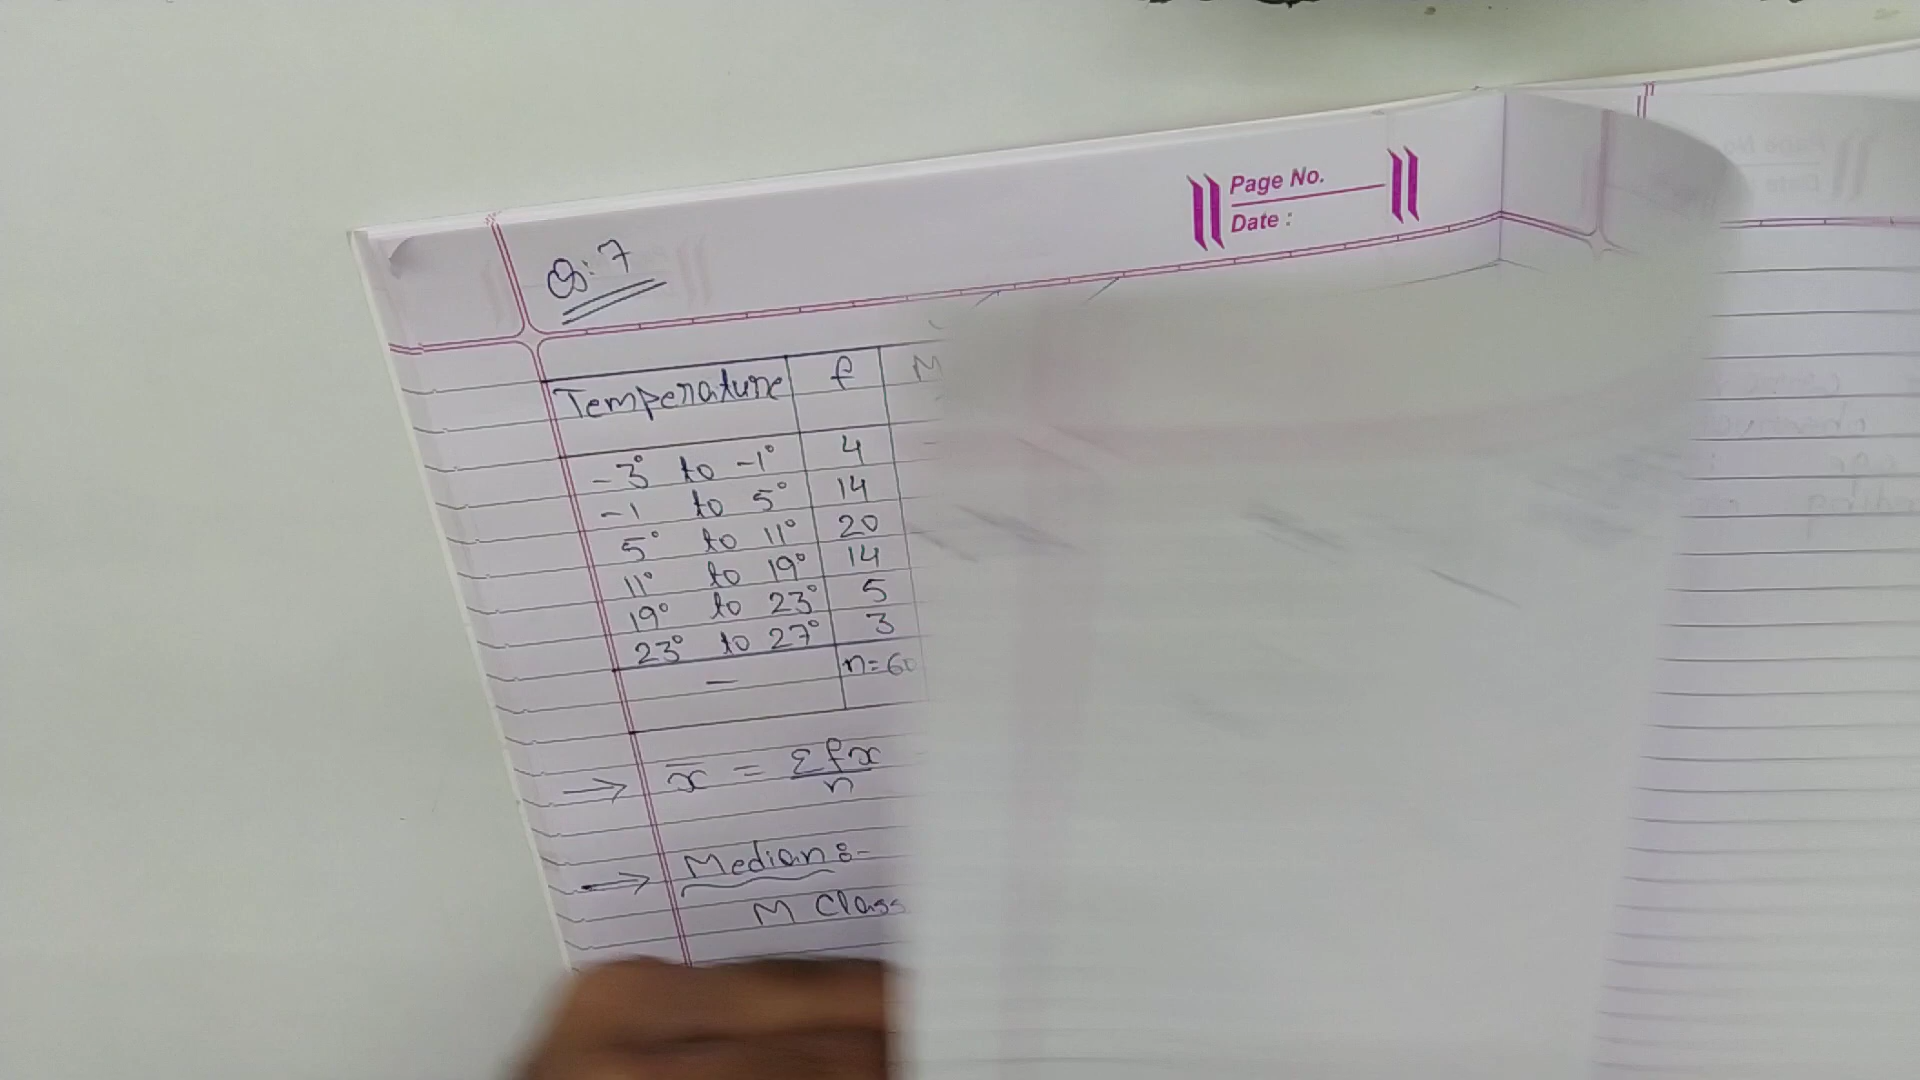 Page No.
Date :
Q:7
Temperature f M
-3° to -1° 4
-1 to 5° 14
5° to 11° 20
11° to 19° 14
19° to 23° 5
23° to 27° 3
— n=60
→ x̄ = Σfx
n
→ Median :-
M Class